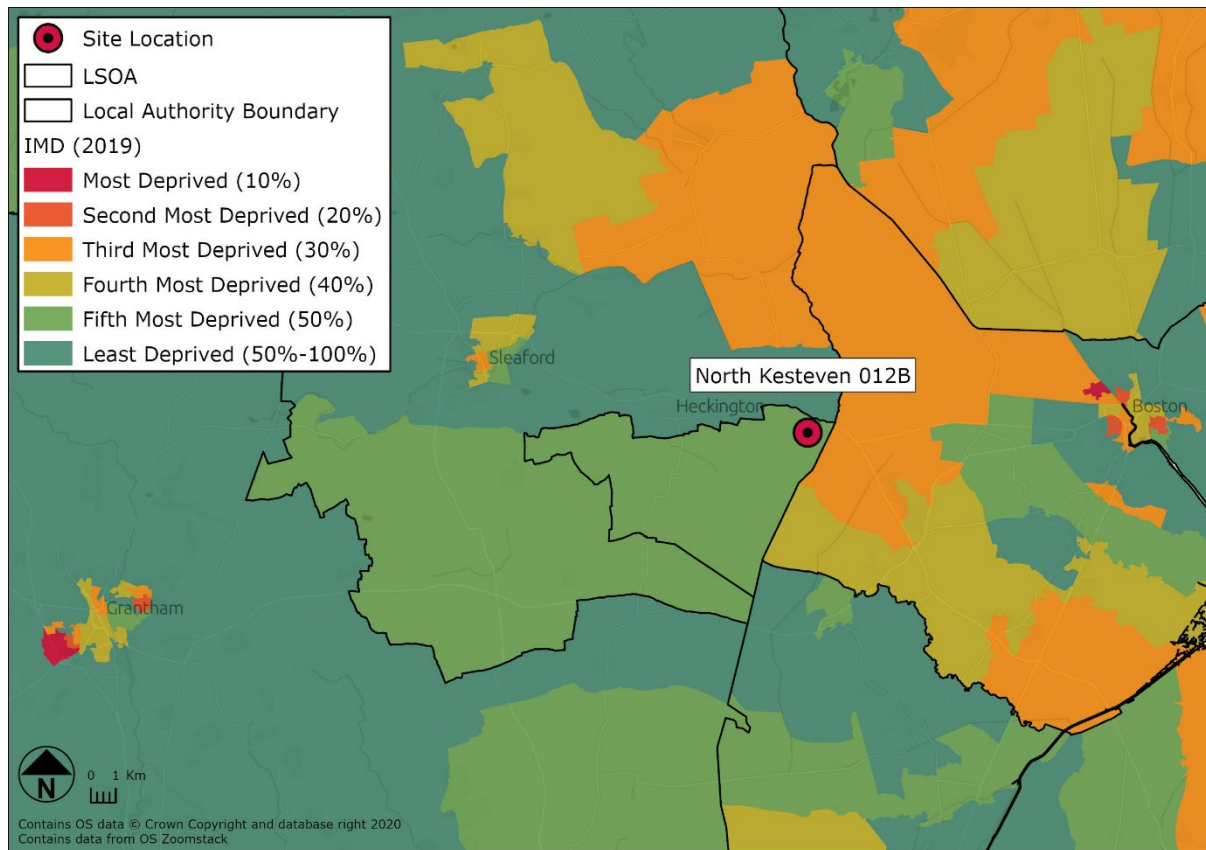 Site Location
LSOA
Local Authority Boundary
IMD (2019)
Most Deprived (10%)
Second Most Deprived (20%)
Third Most Deprived (30%)
Fourth Most Deprived (40%)
Fifth Most Deprived (50%)
Least Deprived (50%-100%)
Sleaford
North Kesteven 012B
Heckington
Boston
Grantham
N
0 1 Km
Contains OS data © Crown Copyright and database right 2020
Contains data from OS Zoomstack